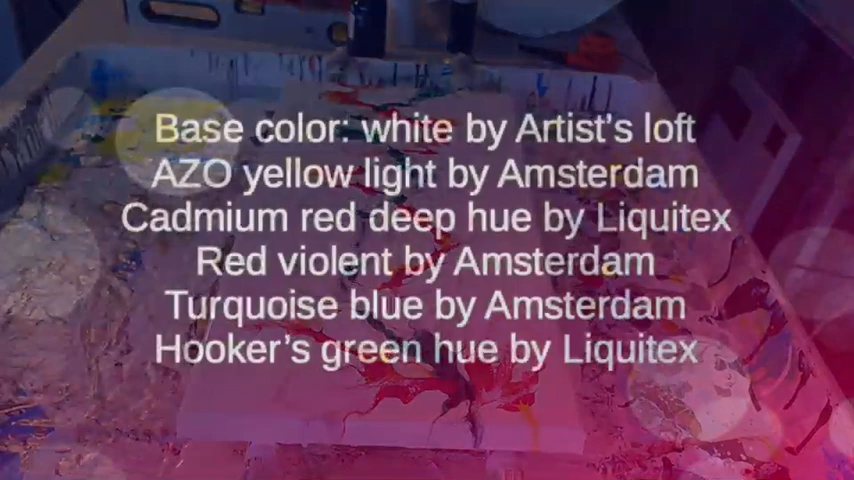 Base color: white by Artist's loft
AZO yellow light by Amsterdam
Cadmium red deep hue by Liquitex
Red violent by Amsterdam
Turquoise blue by Amsterdam
Hooker's green hue by Liquitex